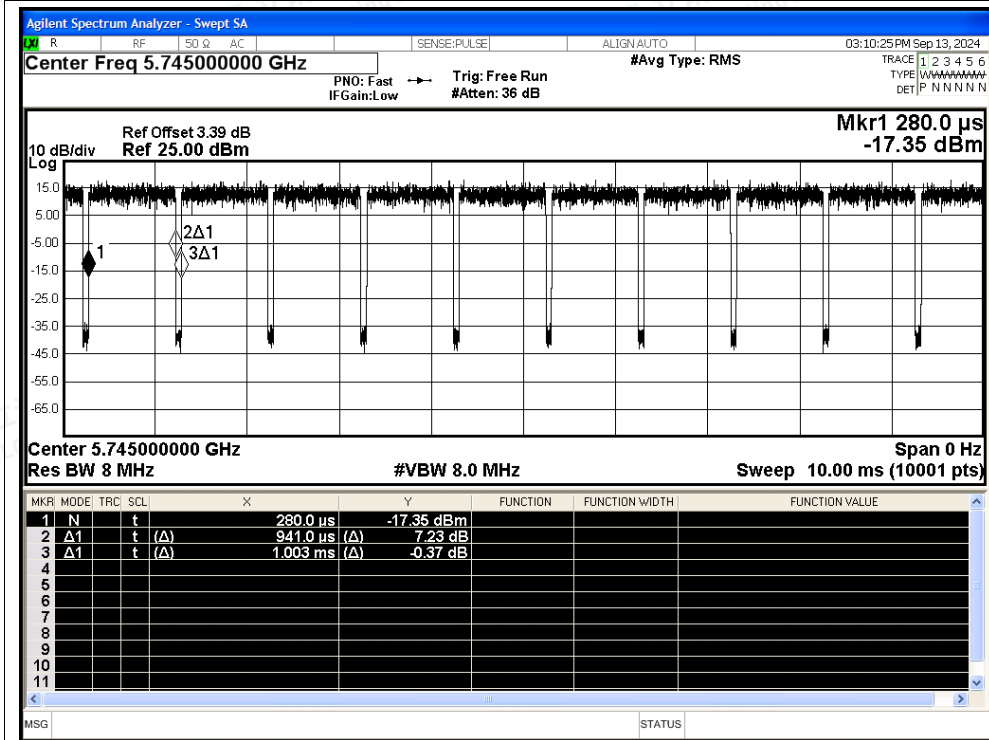 Agilent Spectrum Analyzer - Swept SA
LXI R RF 50 Ω AC SENSE:PULSE ALIGN AUTO 03:10:25 PM Sep 13, 2024
Center Freq 5.745000000 GHz
#Avg Type: RMS
TRACE 1 2 3 4 5 6
PNO: Fast Trig: Free Run
TYPE WWWWWW
IFGain:Low #Atten: 36 dB
DET P N N N N N
Mkr1 280.0 µs
Ref Offset 3.39 dB
-17.35 dBm
10 dB/div Ref 25.00 dBm
Log
15.0
5.00
2Δ1
-5.00
1
3Δ1
-15.0
-25.0
-35.0
-45.0
-55.0
-65.0
Center 5.745000000 GHz Span 0 Hz
Res BW 8 MHz #VBW 8.0 MHz Sweep 10.00 ms (10001 pts)
MKR MODE TRC SCL X Y FUNCTION FUNCTION WIDTH FUNCTION VALUE
1 N t 280.0 µs -17.35 dBm
2 Δ1 t (Δ) 941.0 µs (Δ) 7.23 dB
3 Δ1 t (Δ) 1.003 ms (Δ) -0.37 dB
4
5
6
7
8
9
10
11
MSG STATUS